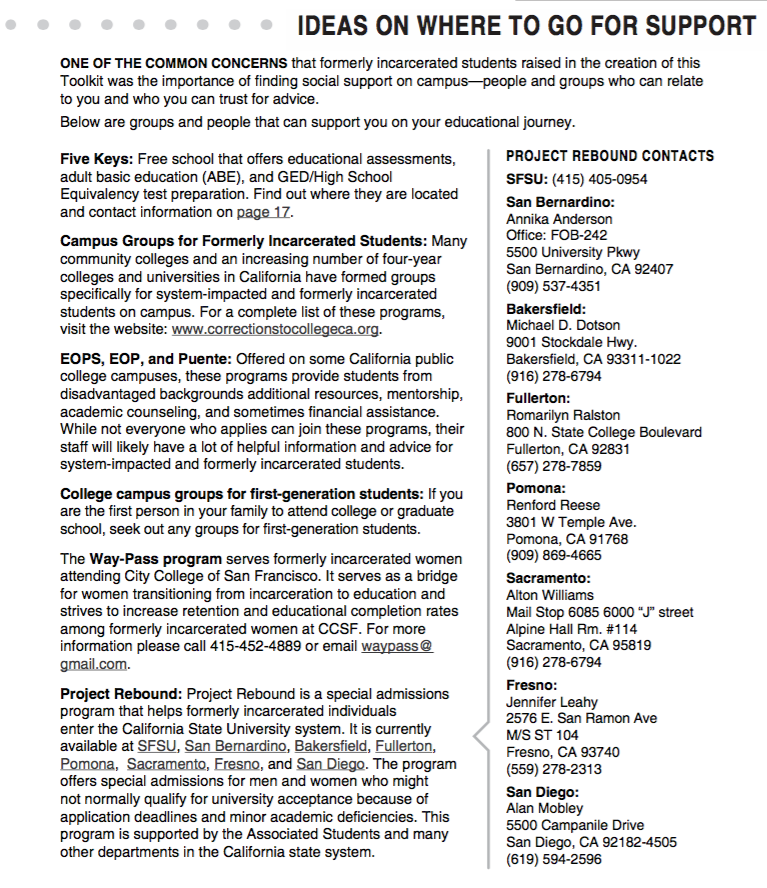 IDEAS ON WHERE TO GO FOR SUPPORT
ONE OF THE COMMON CONCERNS that formerly incarcerated students raised in the creation of this
Toolkit was the importance of finding social support on campus—people and groups who can relate
to you and who you can trust for advice.
Below are groups and people that can support you on your educational journey.
Five Keys: Free school that offers educational assessments,
adult basic education (ABE), and GED/High School
Equivalency test preparation. Find out where they are located
and contact information on page 17.
Campus Groups for Formerly Incarcerated Students: Many
community colleges and an increasing number of four-year
colleges and universities in California have formed groups
specifically for system-impacted and formerly incarcerated
students on campus. For a complete list of these programs,
visit the website: www.correctionstocollegeca.org.
EOPS, EOP, and Puente: Offered on some California public
college campuses, these programs provide students from
disadvantaged backgrounds additional resources, mentorship,
academic counseling, and sometimes financial assistance.
While not everyone who applies can join these programs, their
staff will likely have a lot of helpful information and advice for
system-impacted and formerly incarcerated students.
College campus groups for first-generation students: If you
are the first person in your family to attend college or graduate
school, seek out any groups for first-generation students.
The Way-Pass program serves formerly incarcerated women
attending City College of San Francisco. It serves as a bridge
for women transitioning from incarceration to education and
strives to increase retention and educational completion rates
among formerly incarcerated women at CCSF. For more
information please call 415-452-4889 or email waypass@
gmail.com.
Project Rebound: Project Rebound is a special admissions
program that helps formerly incarcerated individuals
enter the California State University system. It is currently
available at SFSU, San Bernardino, Bakersfield, Fullerton,
Pomona, Sacramento, Fresno, and San Diego. The program
offers special admissions for men and women who might
not normally qualify for university acceptance because of
application deadlines and minor academic deficiencies. This
program is supported by the Associated Students and many
other departments in the California state system.
PROJECT REBOUND CONTACTS
SFSU: (415) 405-0954
San Bernardino:
Annika Anderson
Office: FOB-242
5500 University Pkwy
San Bernardino, CA 92407
(909) 537-4351
Bakersfield:
Michael D. Dotson
9001 Stockdale Hwy.
Bakersfield, CA 93311-1022
(916) 278-6794
Fullerton:
Romarilyn Ralston
800 N. State College Boulevard
Fullerton, CA 92831
(657) 278-7859
Pomona:
Renford Reese
3801 W Temple Ave.
Pomona, CA 91768
(909) 869-4665
Sacramento:
Alton Williams
Mail Stop 6085 6000 “J” street
Alpine Hall Rm. #114
Sacramento, CA 95819
(916) 278-6794
Fresno:
Jennifer Leahy
2576 E. San Ramon Ave
M/S ST 104
Fresno, CA 93740
(559) 278-2313
San Diego:
Alan Mobley
5500 Campanile Drive
San Diego, CA 92182-4505
(619) 594-2596